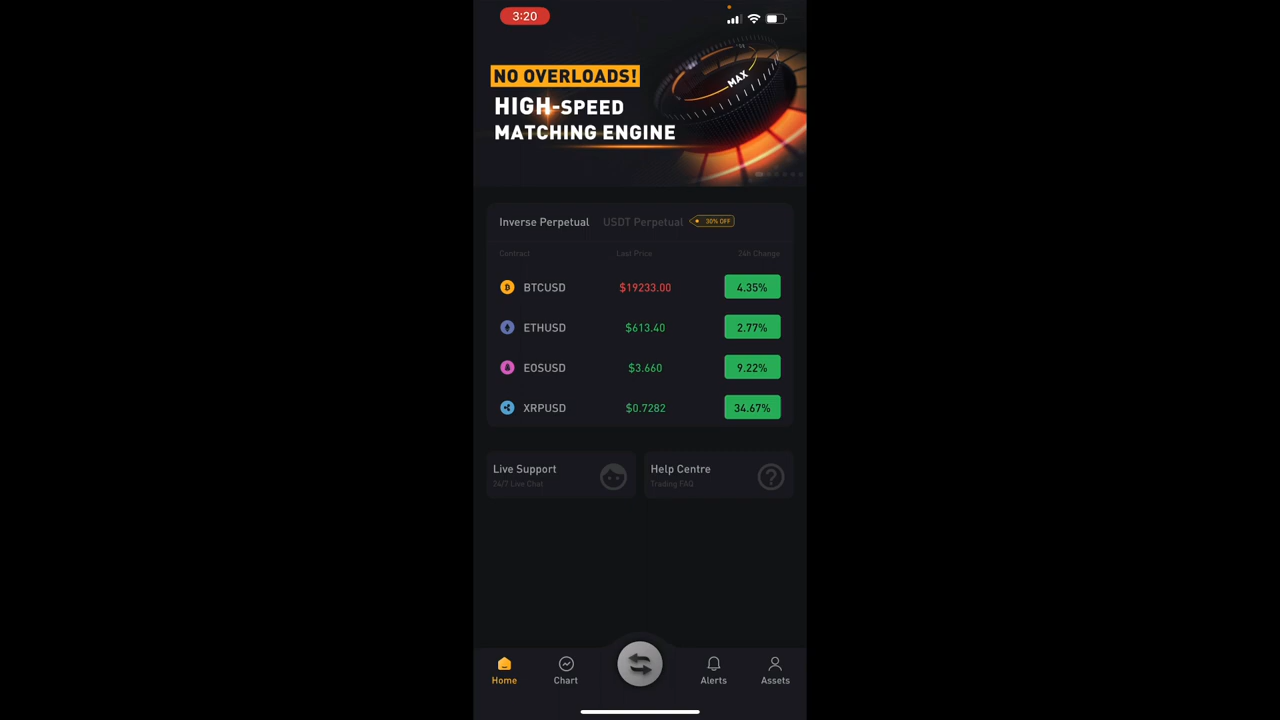 3:20
NO OVERLOADS!
HIGH-SPEED
MATCHING ENGINE
MAX
Inverse Perpetual USDT Perpetual 30% OFF
Contract Last Price 24h Change
BTCUSD $19233.00 4.35%
ETHUSD $613.40 2.77%
EOSUSD $3.660 9.22%
XRPUSD $0.7282 34.67%
Live Support Help Centre
24/7 Live Chat Trading FAQ
Home Chart Alerts Assets